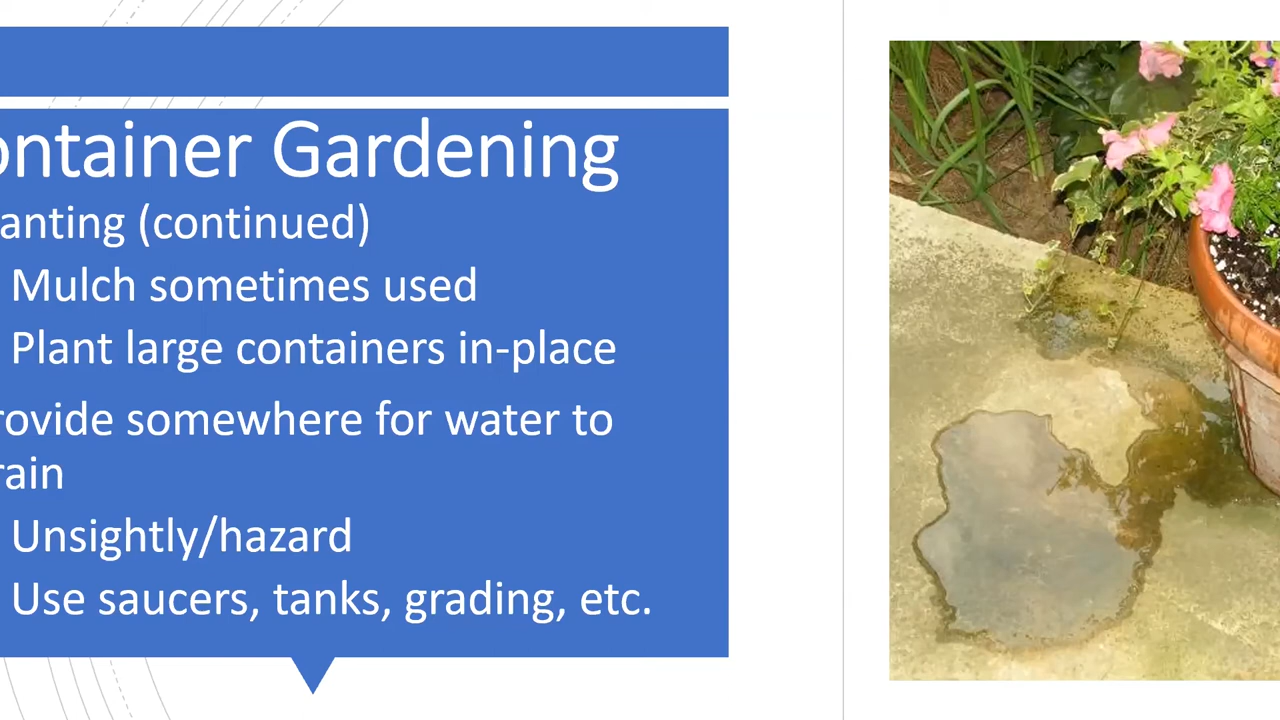 ontainer Gardening
anting (continued)
Mulch sometimes used
Plant large containers in-place
rovide somewhere for water to
rain
Unsightly/hazard
Use saucers, tanks, grading, etc.